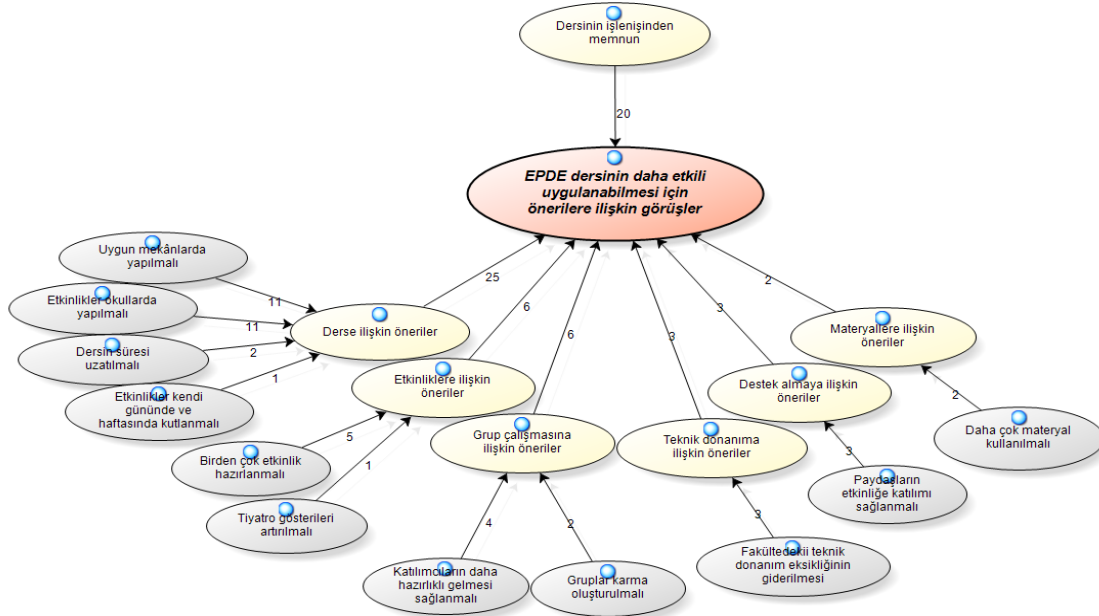 Dersinin işlenişinden
memnun
20
EPDE dersinin daha etkili
uygulanabilmesi için
önerilere ilişkin görüşler
Uygun mekânlarda
yapılmalı
Etkinlikler okullarda
yapılmalı
Dersin süresi
uzatılmalı
Etkinlikler kendi
gününde ve
haftasında kutlanmalı
11
11
2
1
Derse ilişkin öneriler
25
Etkinliklere ilişkin
öneriler
6
Birden çok etkinlik
hazırlanmalı
5
Tiyatro gösterileri
artırılmalı
1
Grup çalışmasına
ilişkin öneriler
6
Katılımcıların daha
hazırlıklı gelmesi
sağlanmalı
4
Gruplar karma
oluşturulmalı
2
Teknik donanıma
ilişkin öneriler
3
Fakültedekii teknik
donanım eksikliğinin
giderilmesi
3
Destek almaya ilişkin
öneriler
3
Paydaşların
etkinliğe katılımı
sağlanmalı
3
Materyallere ilişkin
öneriler
2
Daha çok materyal
kullanılmalı
2